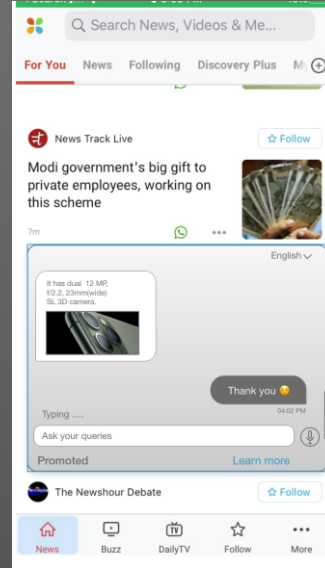 Search News, Videos & Me...
For You News Following Discovery Plus
News Track Live
Follow
Modi government's big gift to
private employees, working on
this scheme
7m
English
It has dual 12 MP,
f/2.2, 23mm(wide)
SL 3D camera.
Thank you 😊
04:02 PM
Typing ....
Ask your queries
Promoted Learn more
The Newshour Debate
Follow
TV
News Buzz DailyTV Follow More